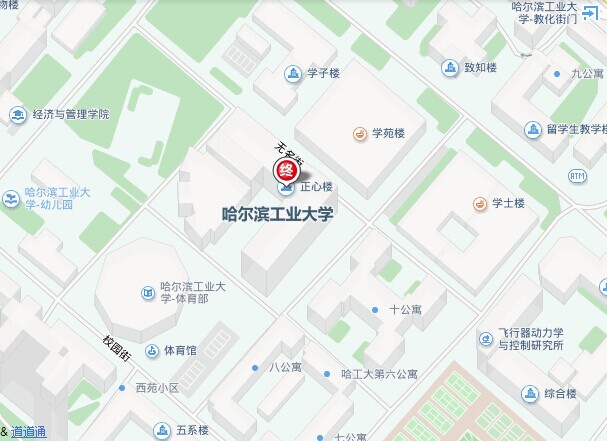 物楼
哈尔滨工业大
学-教化街门
学子楼
致知楼
九公寓
经济与管理学院
学苑楼
留学生教学楼
无名街
终
正心楼
ATM
哈尔滨工业大
学-幼儿园
哈尔滨工业大学
学士楼
哈尔滨工业大
学-体育部
十公寓
飞行器动力学
与控制研究所
校园街
体育馆
八公寓
哈工大第六公寓
西苑小区
综合楼
五系楼
七公寓
& 道道通